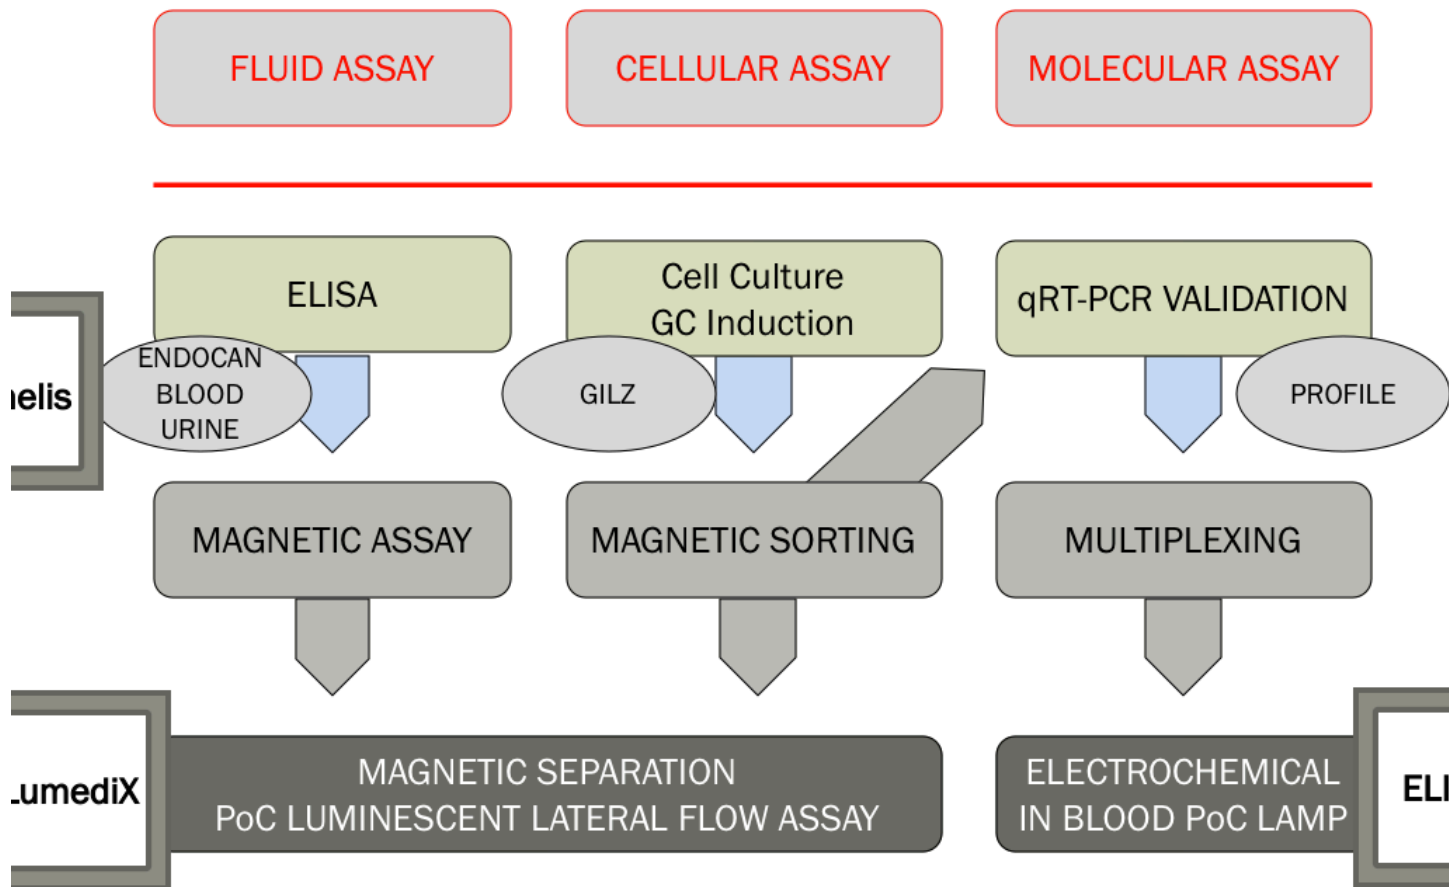 FLUID ASSAY
CELLULAR ASSAY
MOLECULAR ASSAY
ELISA
Cell Culture
GC Induction
qRT-PCR VALIDATION
ENDOCAN
BLOOD
URINE
GILZ
PROFILE
MAGNETIC ASSAY
MAGNETIC SORTING
MULTIPLEXING
MAGNETIC SEPARATION
PoC LUMINESCENT LATERAL FLOW ASSAY
ELECTROCHEMICAL
IN BLOOD PoC LAMP